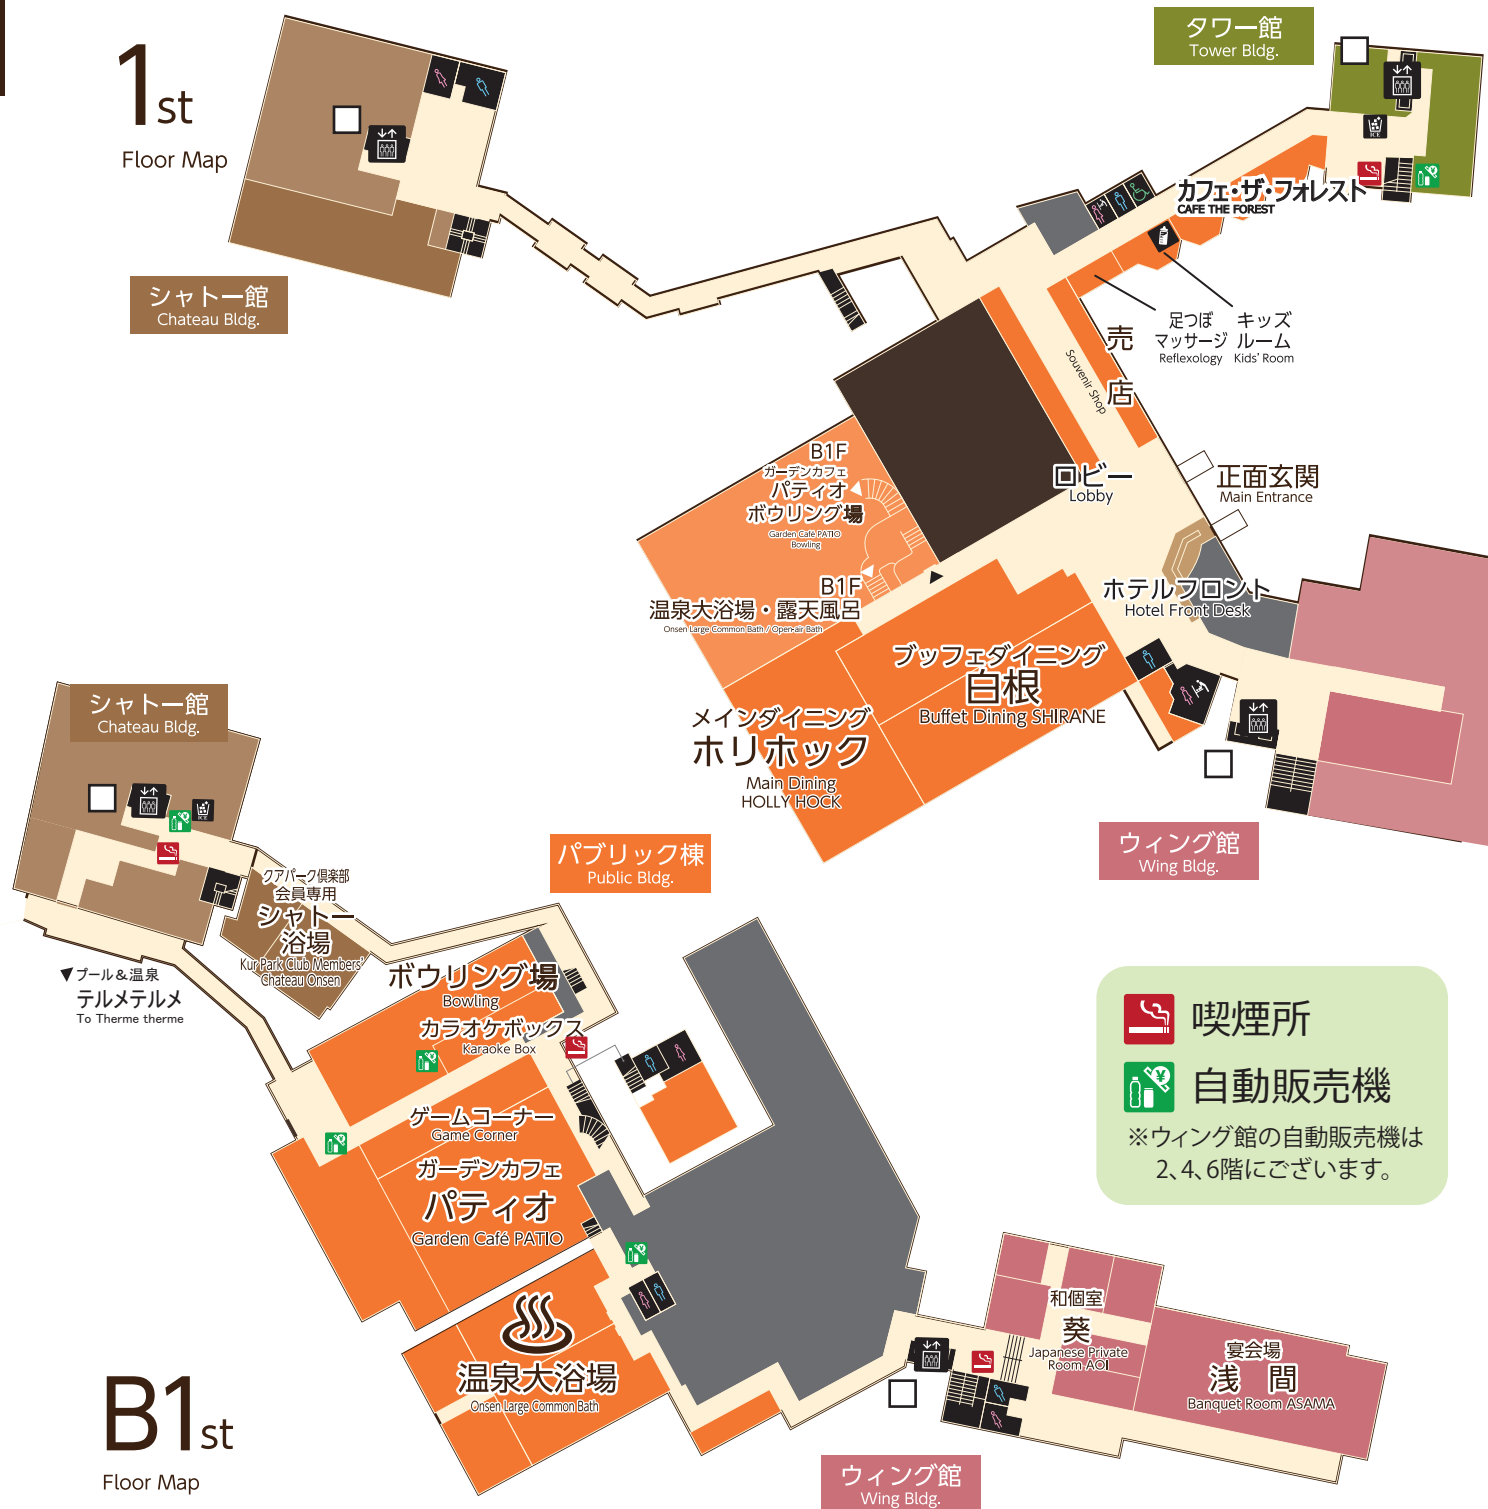 1st
Floor Map
タワー館
Tower Bldg.
ICE
カフェ・ザ・フォレスト
CAFE THE FOREST
シャトー館
Chateau Bldg.
足つぼ
マッサージ
Reflexology
キッズ
ルーム
Kids' Room
売店
Souvenir Shop
B1F
ガーデンカフェ
パティオ
ボウリング場
Garden Café PATIO
Bowling
ロビー
Lobby
正面玄関
Main Entrance
B1F
温泉大浴場・露天風呂
Onsen Large Common Bath / Open-air Bath
ホテルフロント
Hotel Front Desk
ブッフェダイニング
白根
Buffet Dining SHIRANE
メインダイニング
ホリホック
Main Dining
HOLLY HOCK
ウィング館
Wing Bldg.
シャトー館
Chateau Bldg.
ICE
パブリック棟
Public Bldg.
クアパーク倶楽部
会員専用
シャトー
浴場
Kur Park Club Members'
Chateau Onsen
▼プール&温泉
テルメテルメ
To Therme therme
ボウリング場
Bowling
カラオケボックス
Karaoke Box
ゲームコーナー
Game Corner
ガーデンカフェ
パティオ
Garden Café PATIO
温泉大浴場
Onsen Large Common Bath
喫煙所
¥
自動販売機
※ウィング館の自動販売機は
2、4、6階にございます。
和個室
葵
Japanese Private
Room AOI
宴会場
浅間
Banquet Room ASAMA
B1st
Floor Map
ウィング館
Wing Bldg.